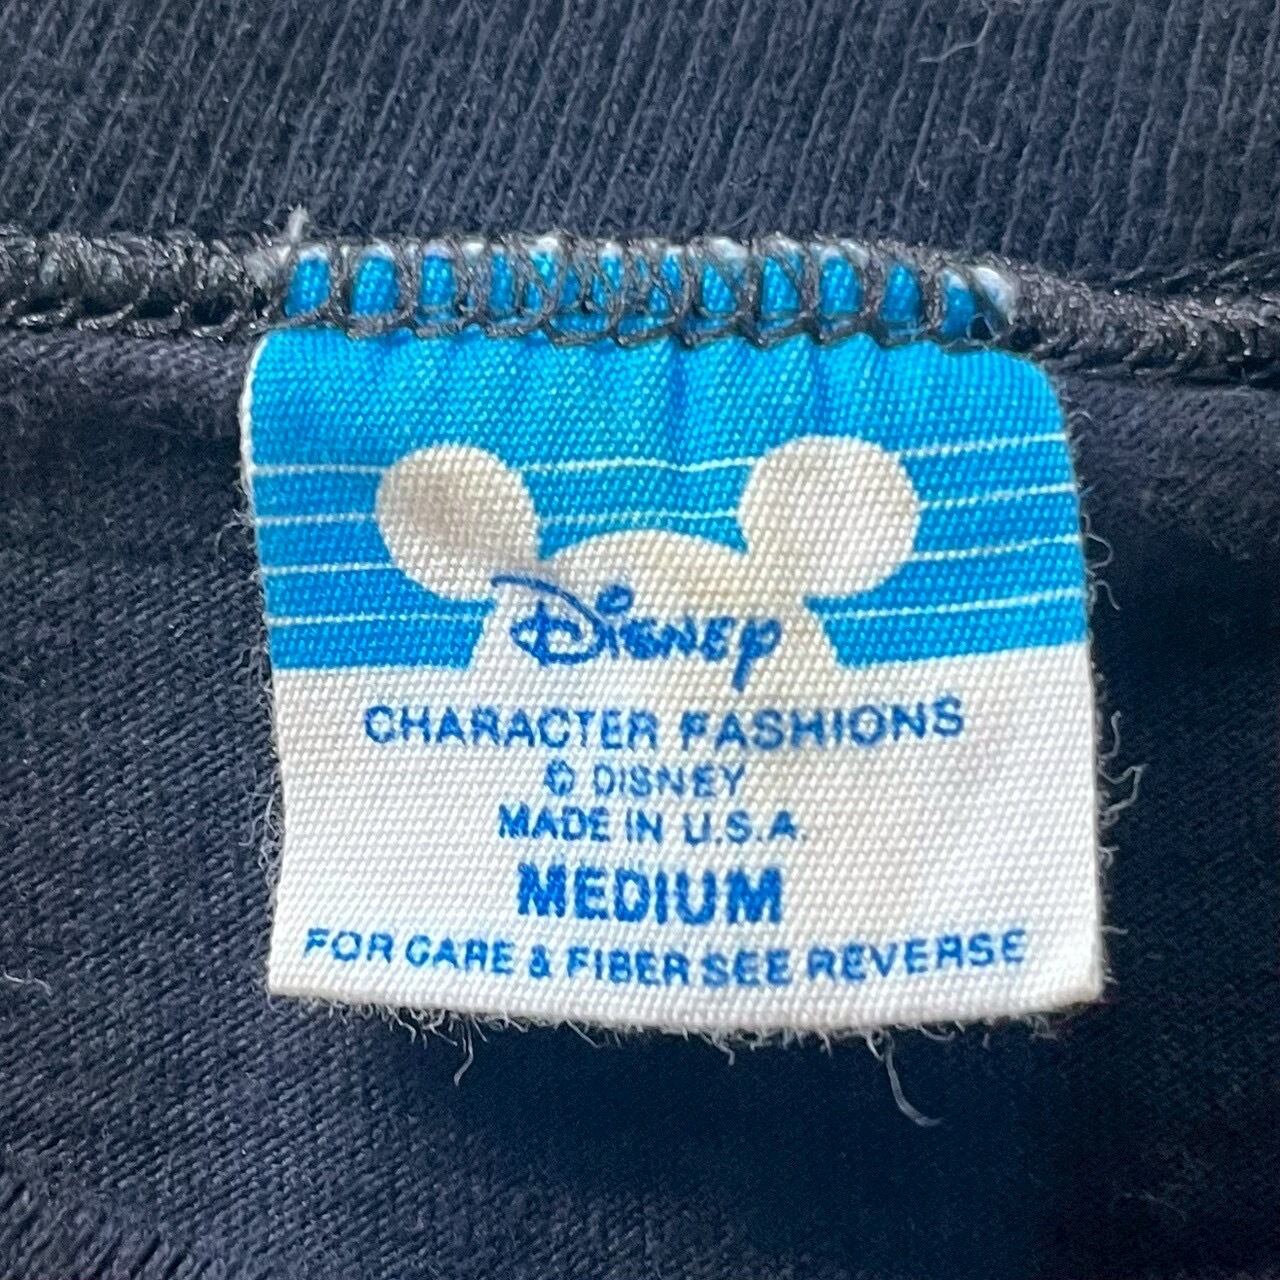 Disney
CHARACTER FASHIONS
© DISNEY
MADE IN U.S.A.
MEDIUM
FOR CARE & FIBER SEE REVERSE